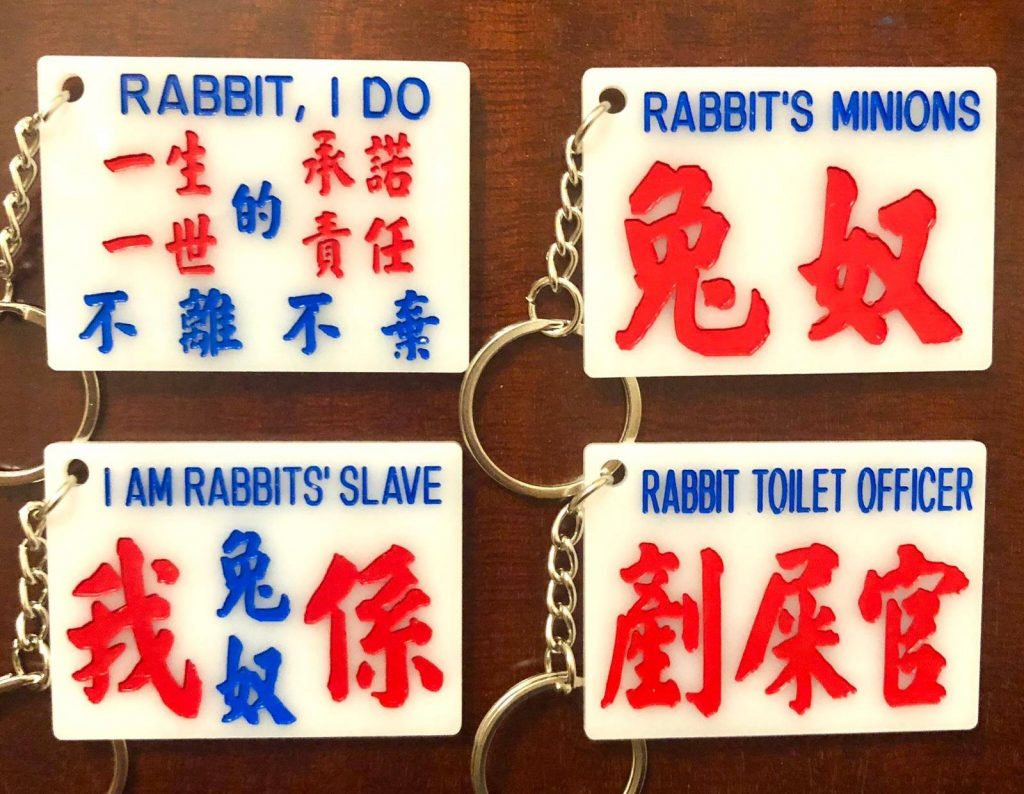 RABBIT, I DO
一生 承諾
的
一世 責任
不離不棄
RABBIT'S MINIONS
兔奴
I AM RABBITS' SLAVE
我係
兔奴
RABBIT TOILET OFFICER
剷屎官